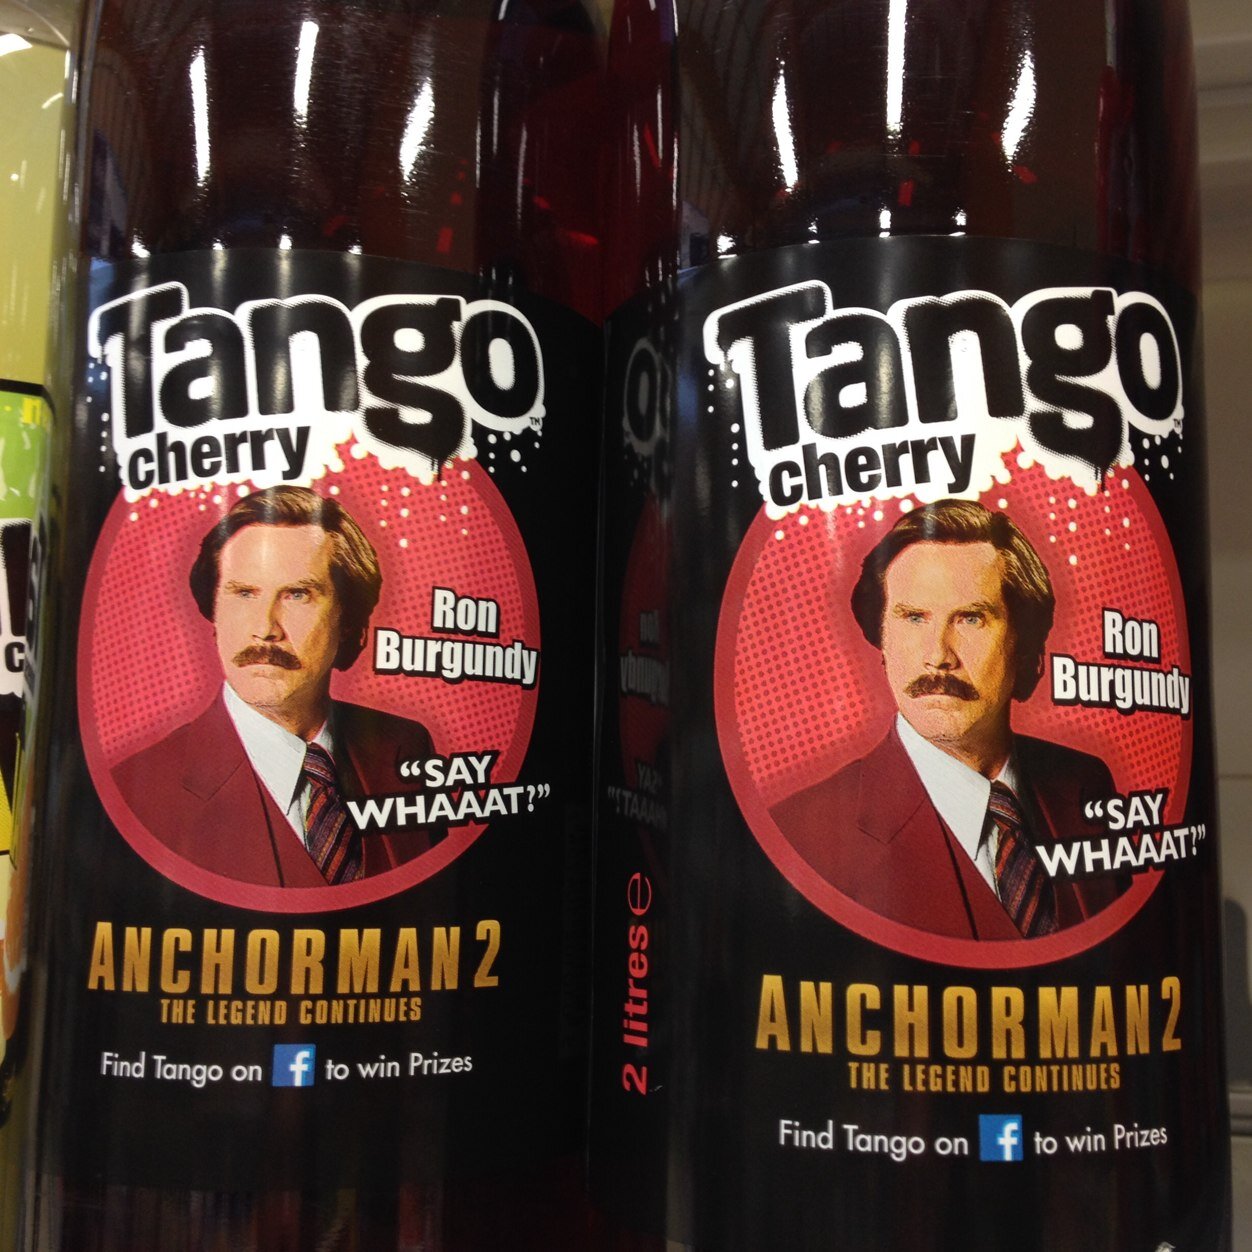 Tango
cherry
Ron
Burgundy
"SAY
WHAAAT?"
ANCHORMAN 2
THE LEGEND CONTINUES
Find Tango on f to win Prizes
2 litres e
Tango
cherry
Ron
Burgundy
"SAY
WHAAAT?"
ANCHORMAN 2
THE LEGEND CONTINUES
Find Tango on f to win Prizes